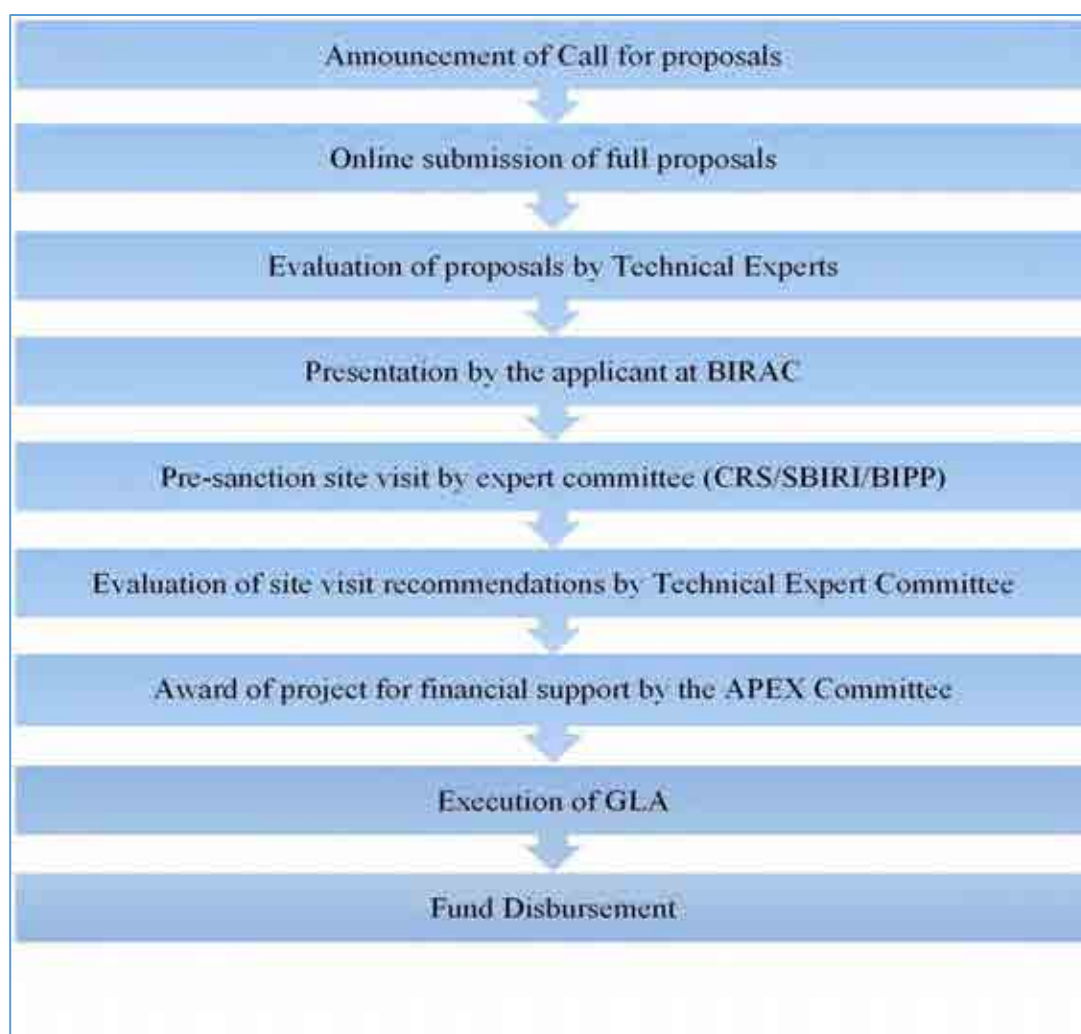 Announcement of Call for proposals
Online submission of full proposals
Evaluation of proposals by Technical Experts
Presentation by the applicant at BIRAC
Pre-sanction site visit by expert committee (CRS/SBIRI/BIPP)
Evaluation of site visit recommendations by Technical Expert Committee
Award of project for financial support by the APEX Committee
Execution of GLA
Fund Disbursement